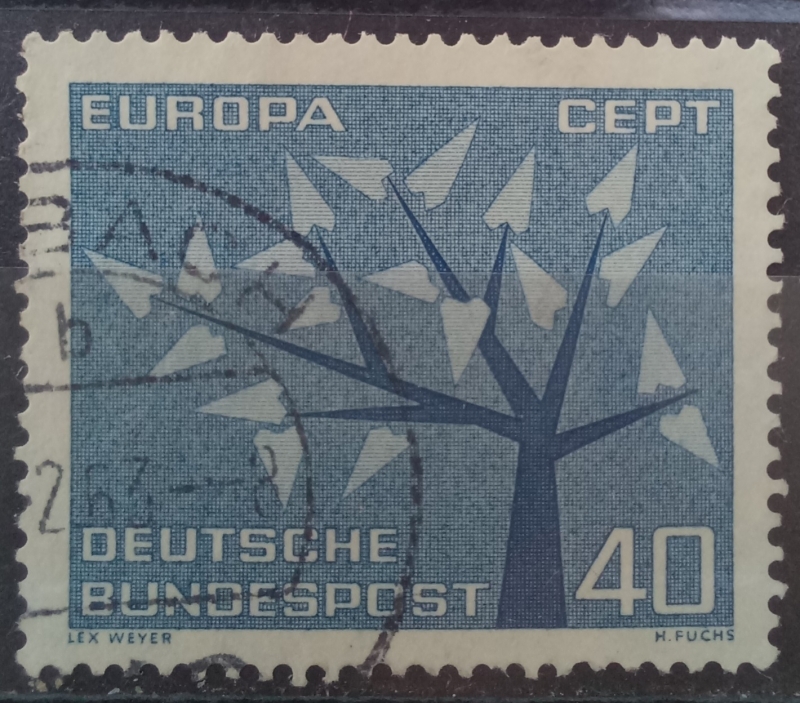 EUROPA CEPT
b
DEUTSCHE
BUNDESPOST 40
LEX WEYER H. FUCHS